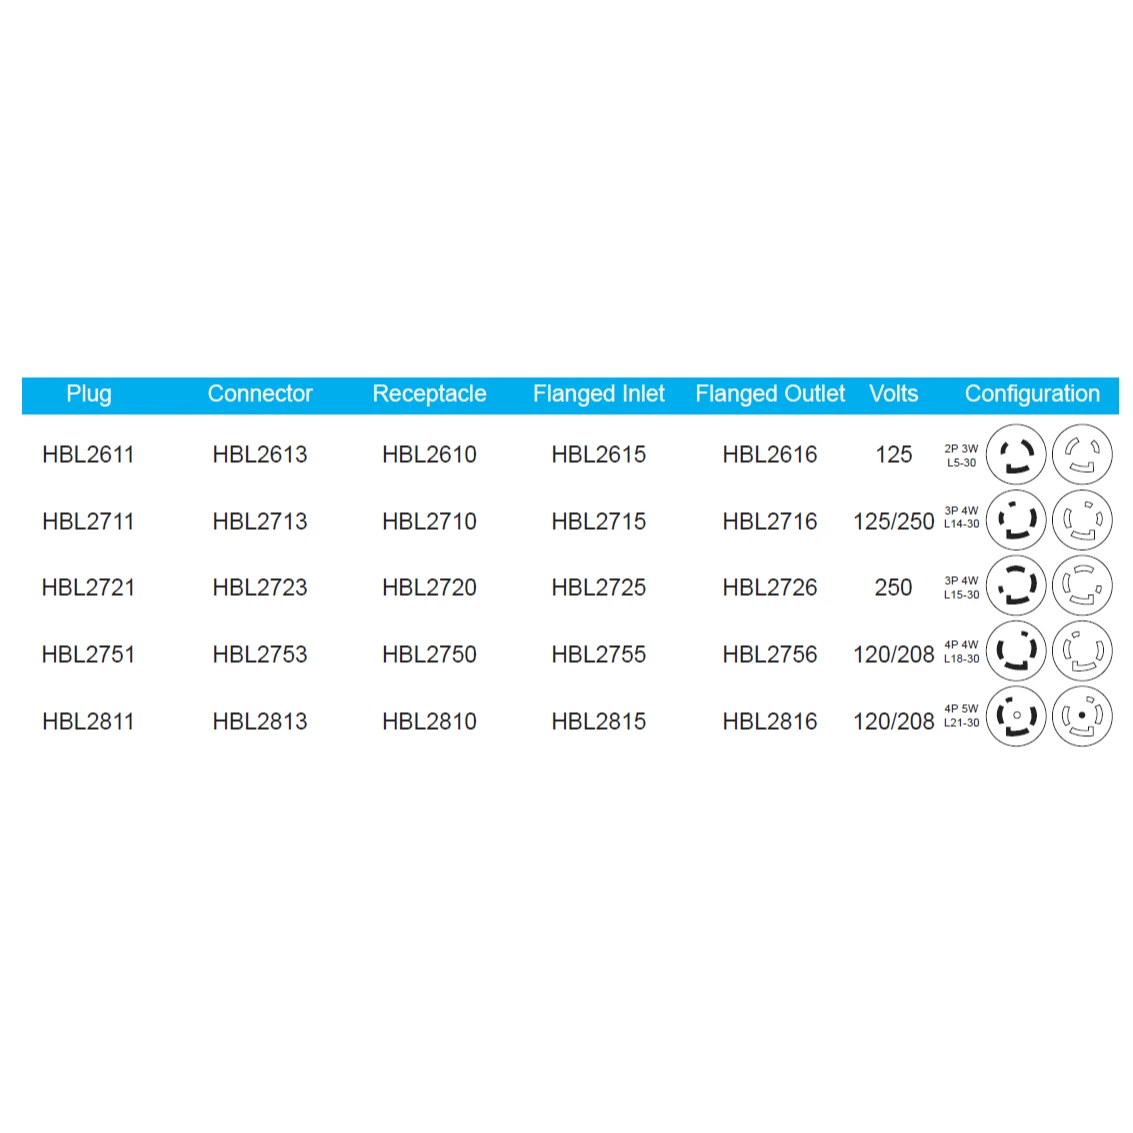 Plug Connector Receptacle Flanged Inlet Flanged Outlet Volts Configuration
HBL2611 HBL2613 HBL2610 HBL2615 HBL2616 125 2P 3W
L5-30
HBL2711 HBL2713 HBL2710 HBL2715 HBL2716 125/250 3P 4W
L14-30
HBL2721 HBL2723 HBL2720 HBL2725 HBL2726 250 3P 4W
L15-30
HBL2751 HBL2753 HBL2750 HBL2755 HBL2756 120/208 4P 4W
L18-30
HBL2811 HBL2813 HBL2810 HBL2815 HBL2816 120/208 4P 5W
L21-30